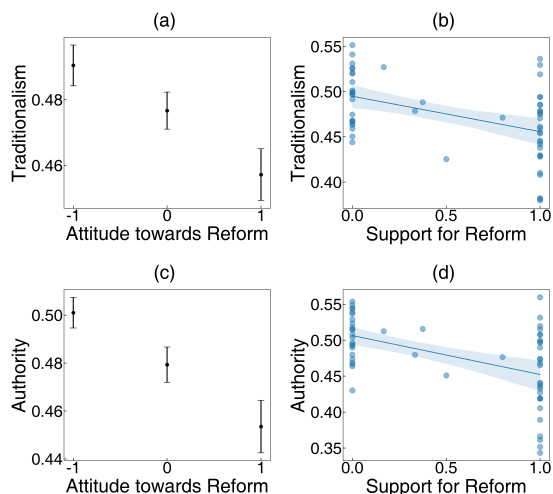 (a)
Traditionalism
0.48
0.46
-1
0
1
Attitude towards Reform
(b)
Traditionalism
0.55
0.50
0.45
0.40
0.0
0.5
1.0
Support for Reform
(c)
Authority
0.50
0.48
0.46
0.44
-1
0
1
Attitude towards Reform
(d)
Authority
0.55
0.50
0.45
0.40
0.35
0.0
0.5
1.0
Support for Reform